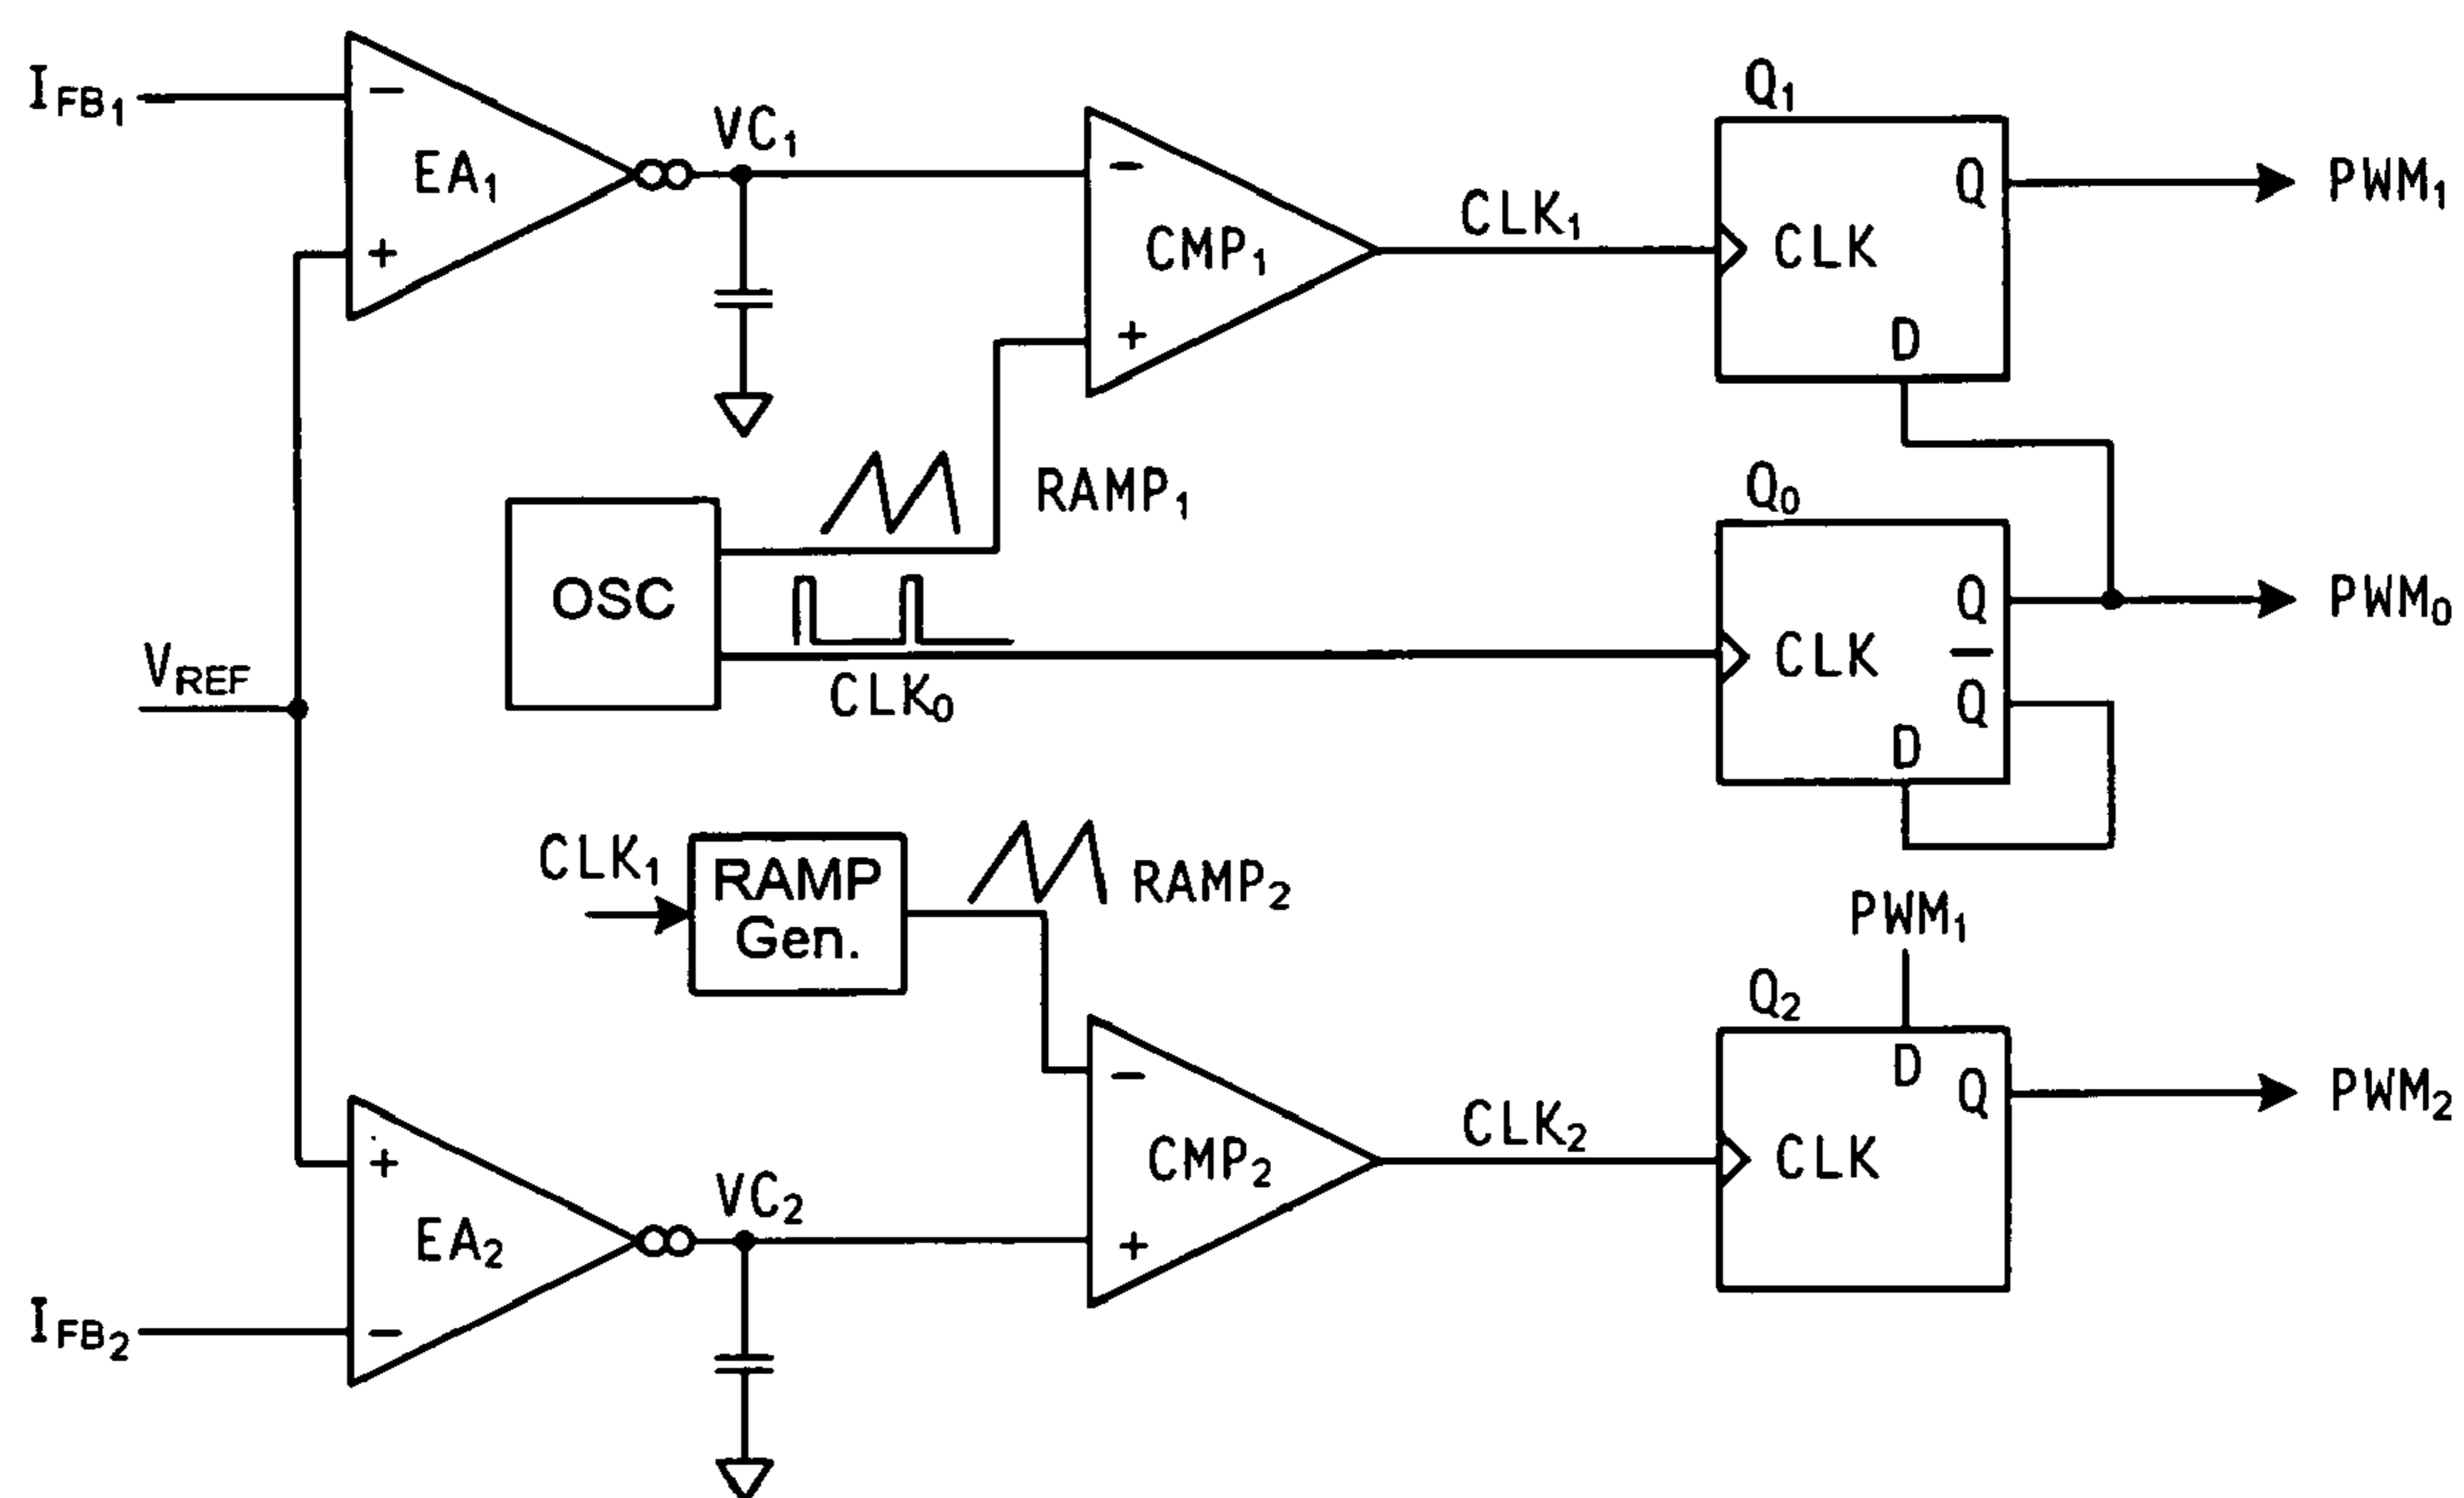 I_FB1
−
EA₁
+
VC₁
−
CMP₁
+
CLK₁
Q₁
Q
CLK
D
PWM₁
RAMP₁
OSC
CLK₀
V_REF
Q₀
Q
CLK
Q̅
D
PWM₀
CLK₁
RAMP
Gen.
RAMP₂
PWM₁
Q₂
D
Q
CLK
PWM₂
−
CMP₂
+
CLK₂
+
EA₂
−
VC₂
I_FB2